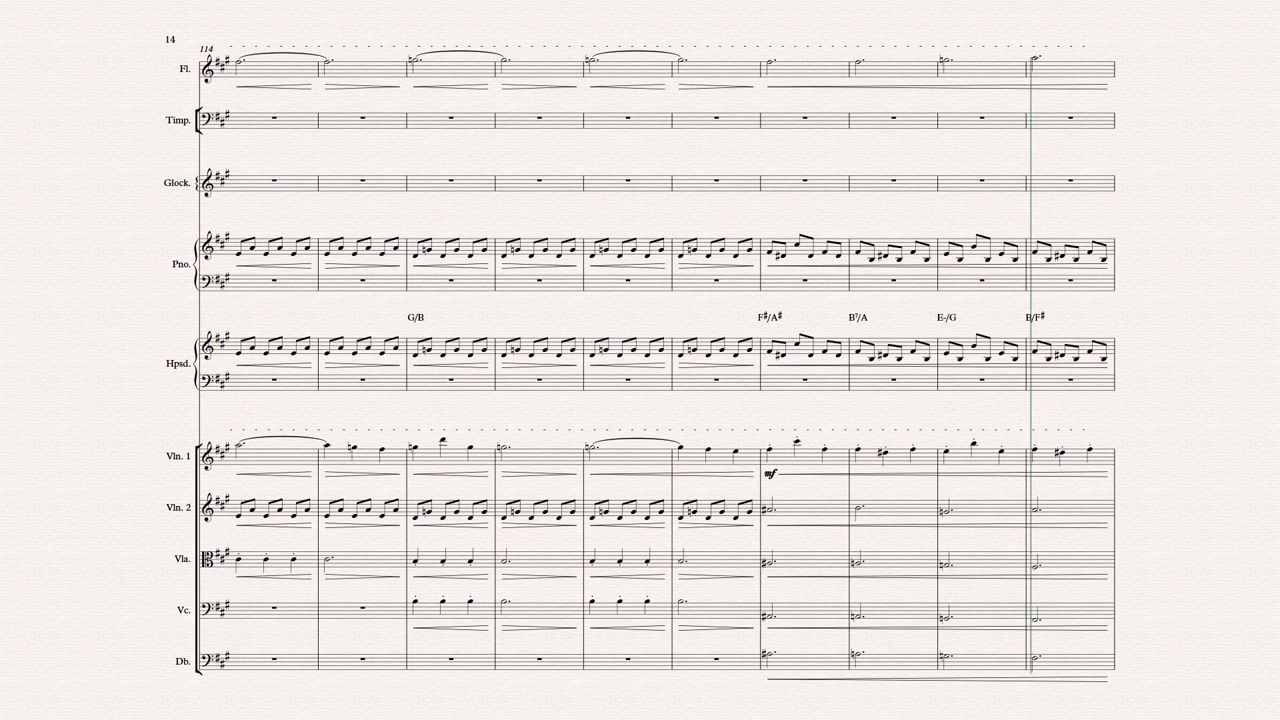 14
114
Fl.
Timp.
Glock.
Pno.
G/B F♯/A♯ B⁷/A E-/G B/F♯
Hpsd.
Vln. 1
mf
Vln. 2
Vla.
Vc.
Db.